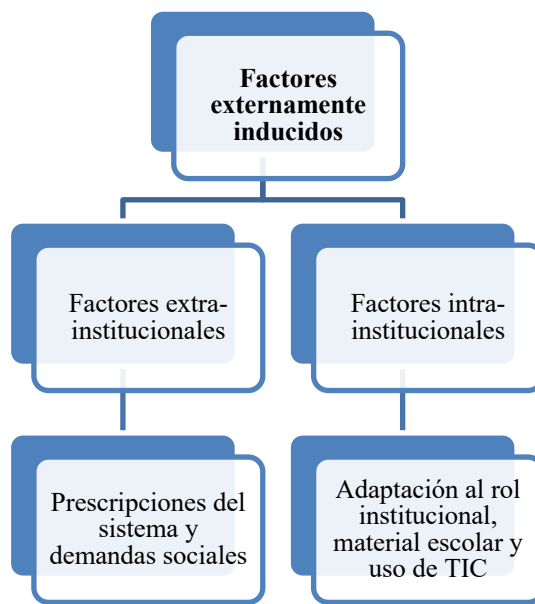 Factores
externamente
inducidos
Factores extra-
institucionales
Factores intra-
institucionales
Prescripciones del
sistema y
demandas sociales
Adaptación al rol
institucional,
material escolar y
uso de TIC